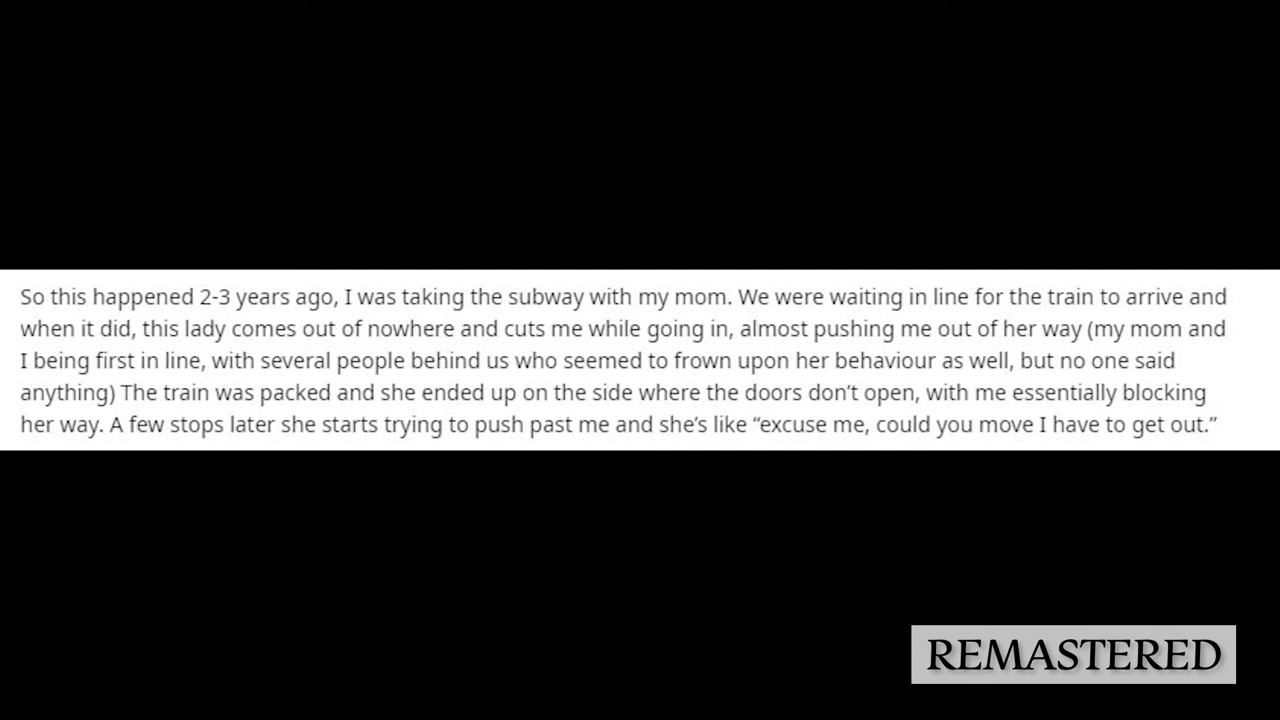 So this happened 2-3 years ago, I was taking the subway with my mom. We were waiting in line for the train to arrive and
when it did, this lady comes out of nowhere and cuts me while going in, almost pushing me out of her way (my mom and
I being first in line, with several people behind us who seemed to frown upon her behaviour as well, but no one said
anything) The train was packed and she ended up on the side where the doors don’t open, with me essentially blocking
her way. A few stops later she starts trying to push past me and she’s like “excuse me, could you move I have to get out.”
REMASTERED